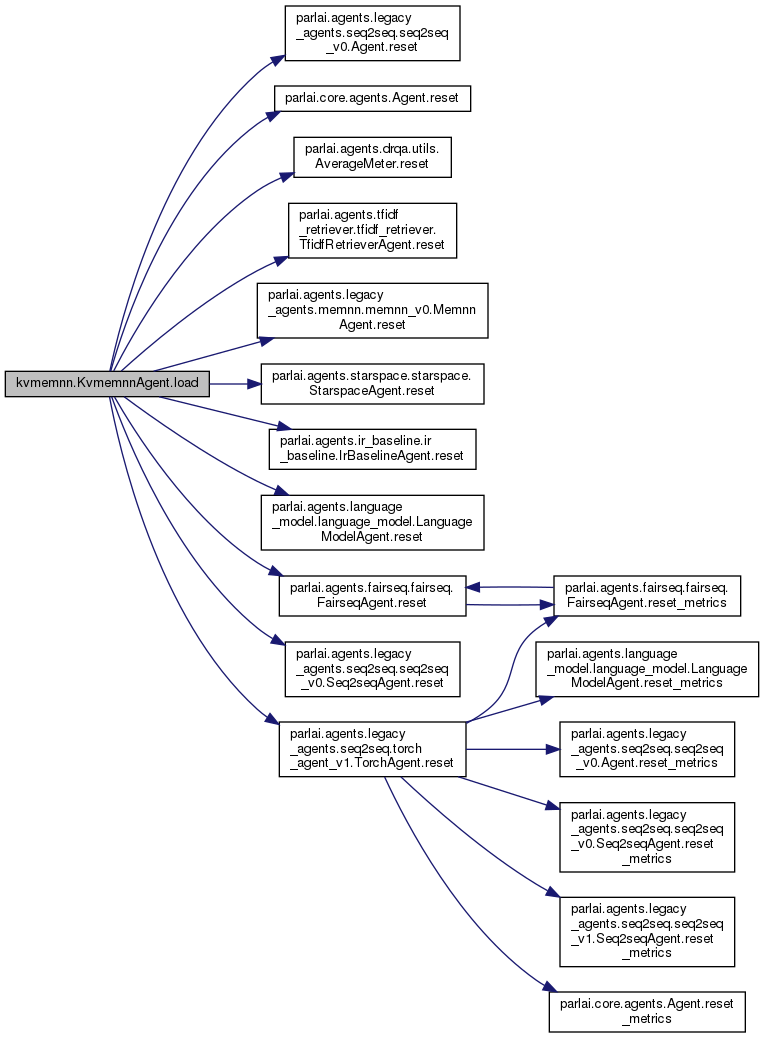 parlai.agents.legacy
_agents.seq2seq.seq2seq
_v0.Agent.reset
parlai.core.agents.Agent.reset
parlai.agents.drqa.utils.
AverageMeter.reset
parlai.agents.tfidf
_retriever.tfidf_retriever.
TfidfRetrieverAgent.reset
parlai.agents.legacy
_agents.memnn.memnn_v0.Memnn
Agent.reset
kvmemnn.KvmemnnAgent.load
parlai.agents.starspace.starspace.
StarspaceAgent.reset
parlai.agents.ir_baseline.ir
_baseline.IrBaselineAgent.reset
parlai.agents.language
_model.language_model.Language
ModelAgent.reset
parlai.agents.fairseq.fairseq.
FairseqAgent.reset
parlai.agents.fairseq.fairseq.
FairseqAgent.reset_metrics
parlai.agents.legacy
_agents.seq2seq.seq2seq
_v0.Seq2seqAgent.reset
parlai.agents.language
_model.language_model.Language
ModelAgent.reset_metrics
parlai.agents.legacy
_agents.seq2seq.torch
_agent_v1.TorchAgent.reset
parlai.agents.legacy
_agents.seq2seq.seq2seq
_v0.Agent.reset_metrics
parlai.agents.legacy
_agents.seq2seq.seq2seq
_v0.Seq2seqAgent.reset
_metrics
parlai.agents.legacy
_agents.seq2seq.seq2seq
_v1.Seq2seqAgent.reset
_metrics
parlai.core.agents.Agent.reset
_metrics